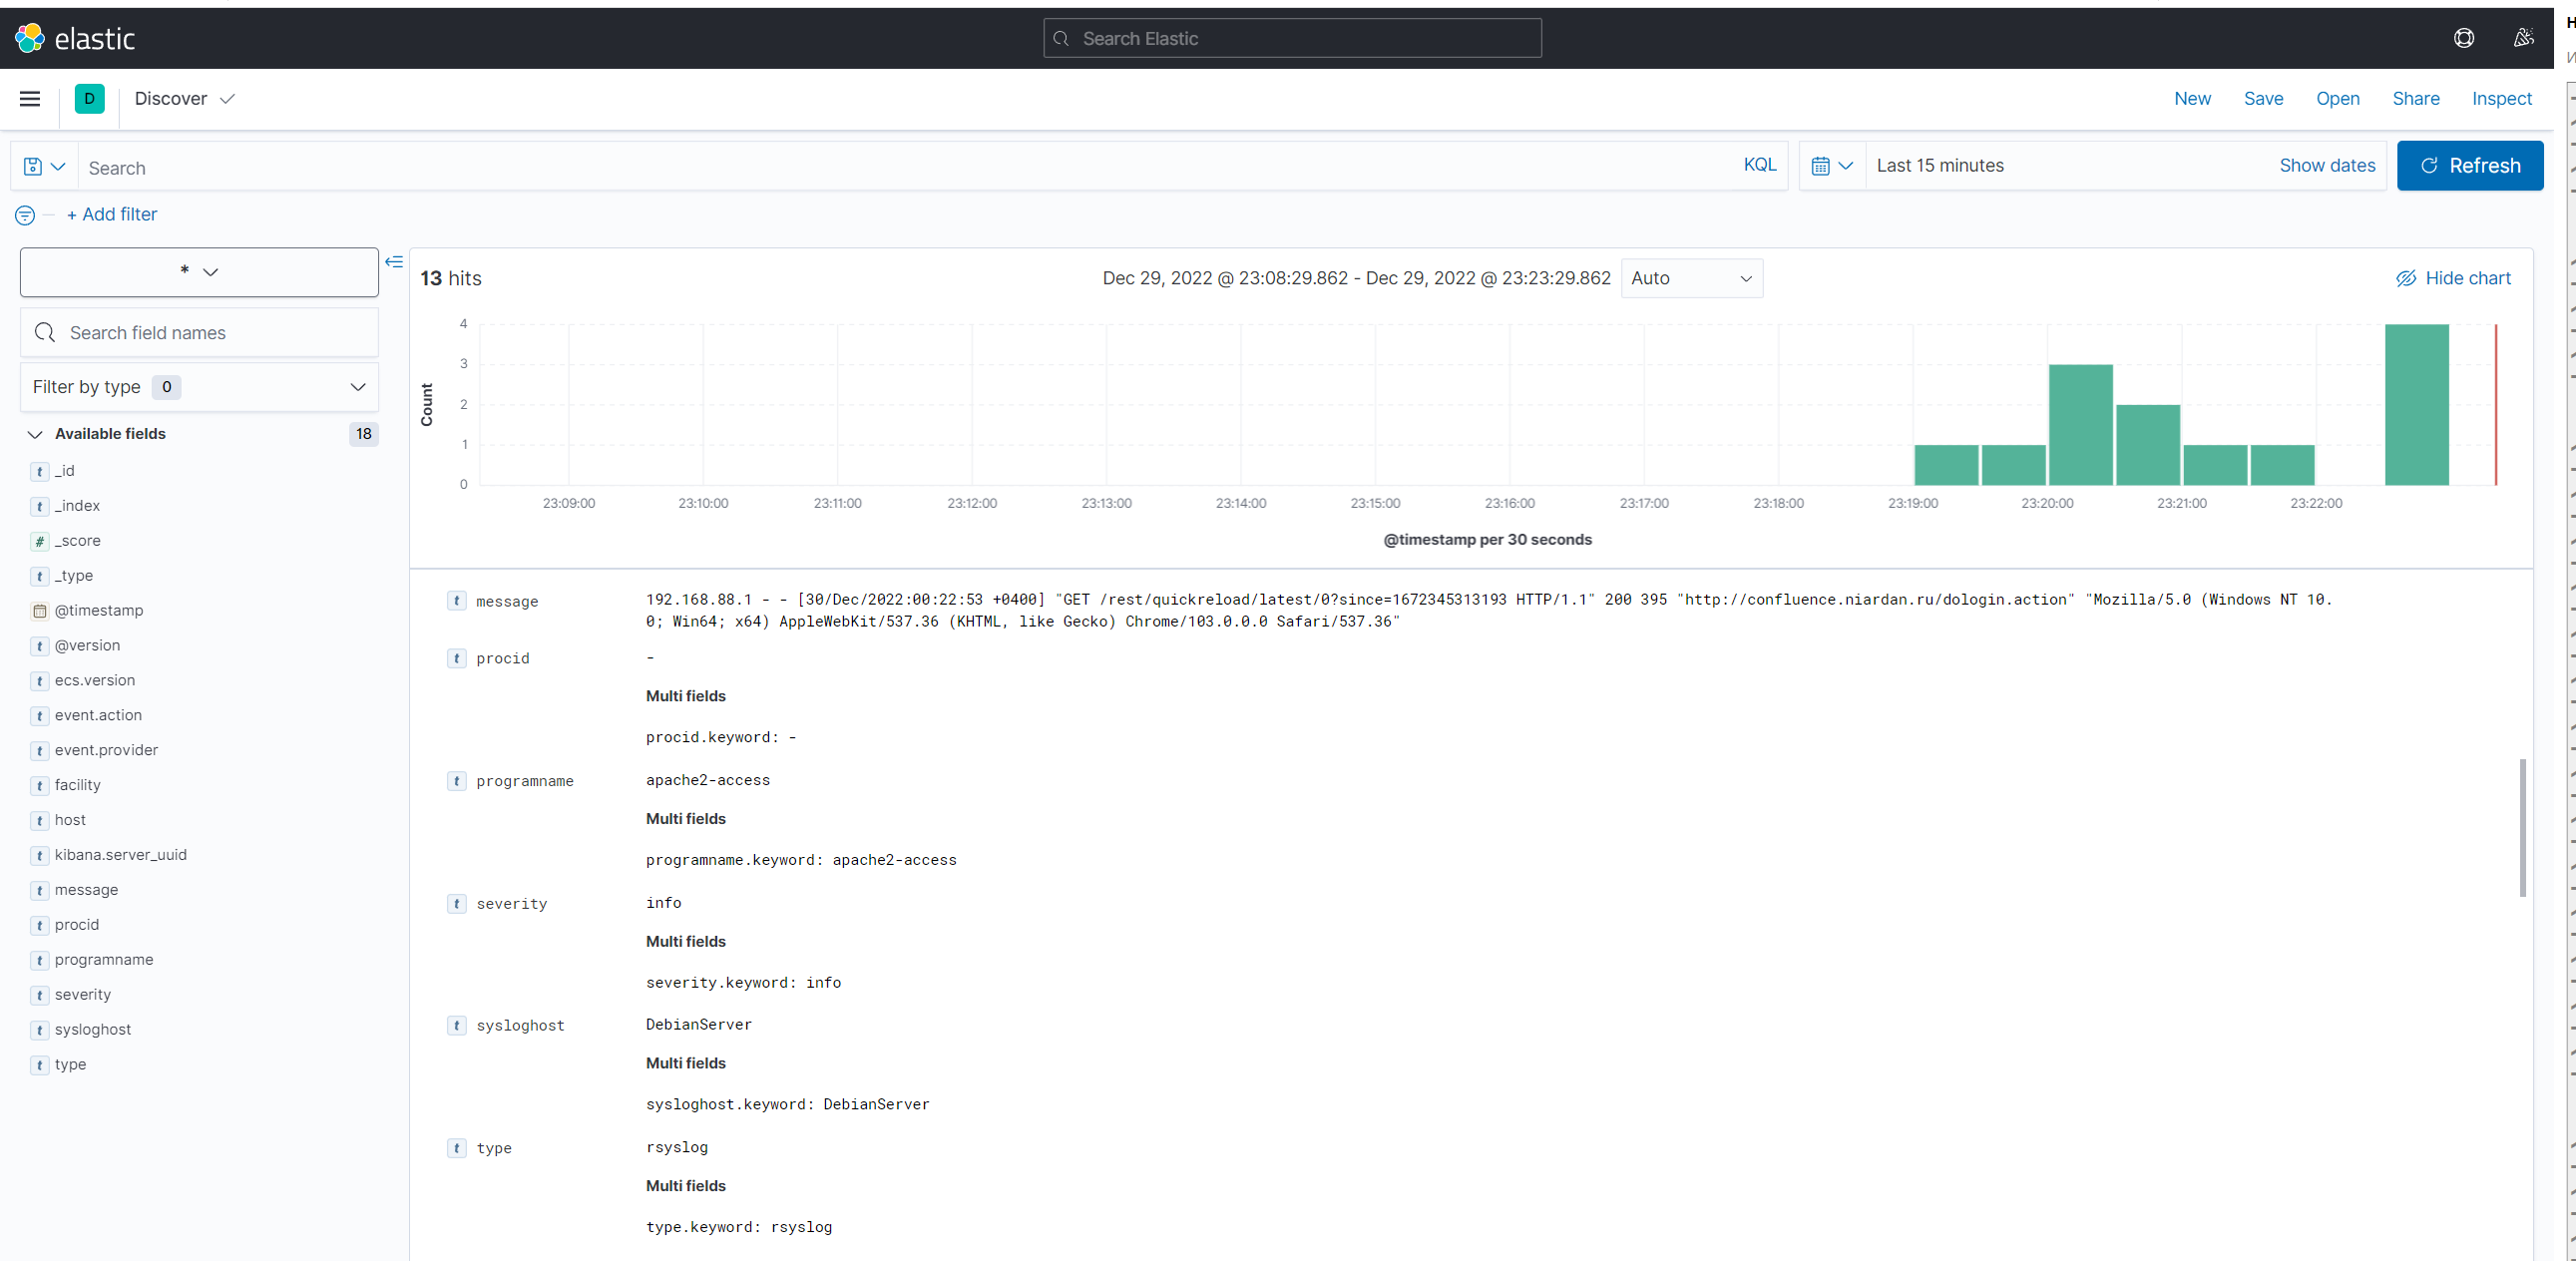 elastic
Search Elastic
D
Discover
New Save Open Share Inspect
Search
KQL
Last 15 minutes
Show dates
Refresh
+ Add filter
*
Search field names
Filter by type 0
Available fields 18
t _id
t _index
# _score
t _type
@timestamp
t @version
t ecs.version
t event.action
t event.provider
t facility
t host
t kibana.server_uuid
t message
t procid
t programname
t severity
t sysloghost
t type
13 hits
Dec 29, 2022 @ 23:08:29.862 - Dec 29, 2022 @ 23:23:29.862
Auto
Hide chart
Count
4
3
2
1
0
23:09:00 23:10:00 23:11:00 23:12:00 23:13:00 23:14:00 23:15:00 23:16:00 23:17:00 23:18:00 23:19:00 23:20:00 23:21:00 23:22:00
@timestamp per 30 seconds
t message 192.168.88.1 - - [30/Dec/2022:00:22:53 +0400] "GET /rest/quickreload/latest/0?since=1672345313193 HTTP/1.1" 200 395 "http://confluence.niardan.ru/dologin.action" "Mozilla/5.0 (Windows NT 10.
0; Win64; x64) AppleWebKit/537.36 (KHTML, like Gecko) Chrome/103.0.0.0 Safari/537.36"
t procid -
Multi fields
procid.keyword: -
t programname apache2-access
Multi fields
programname.keyword: apache2-access
t severity info
Multi fields
severity.keyword: info
t sysloghost DebianServer
Multi fields
sysloghost.keyword: DebianServer
t type rsyslog
Multi fields
type.keyword: rsyslog